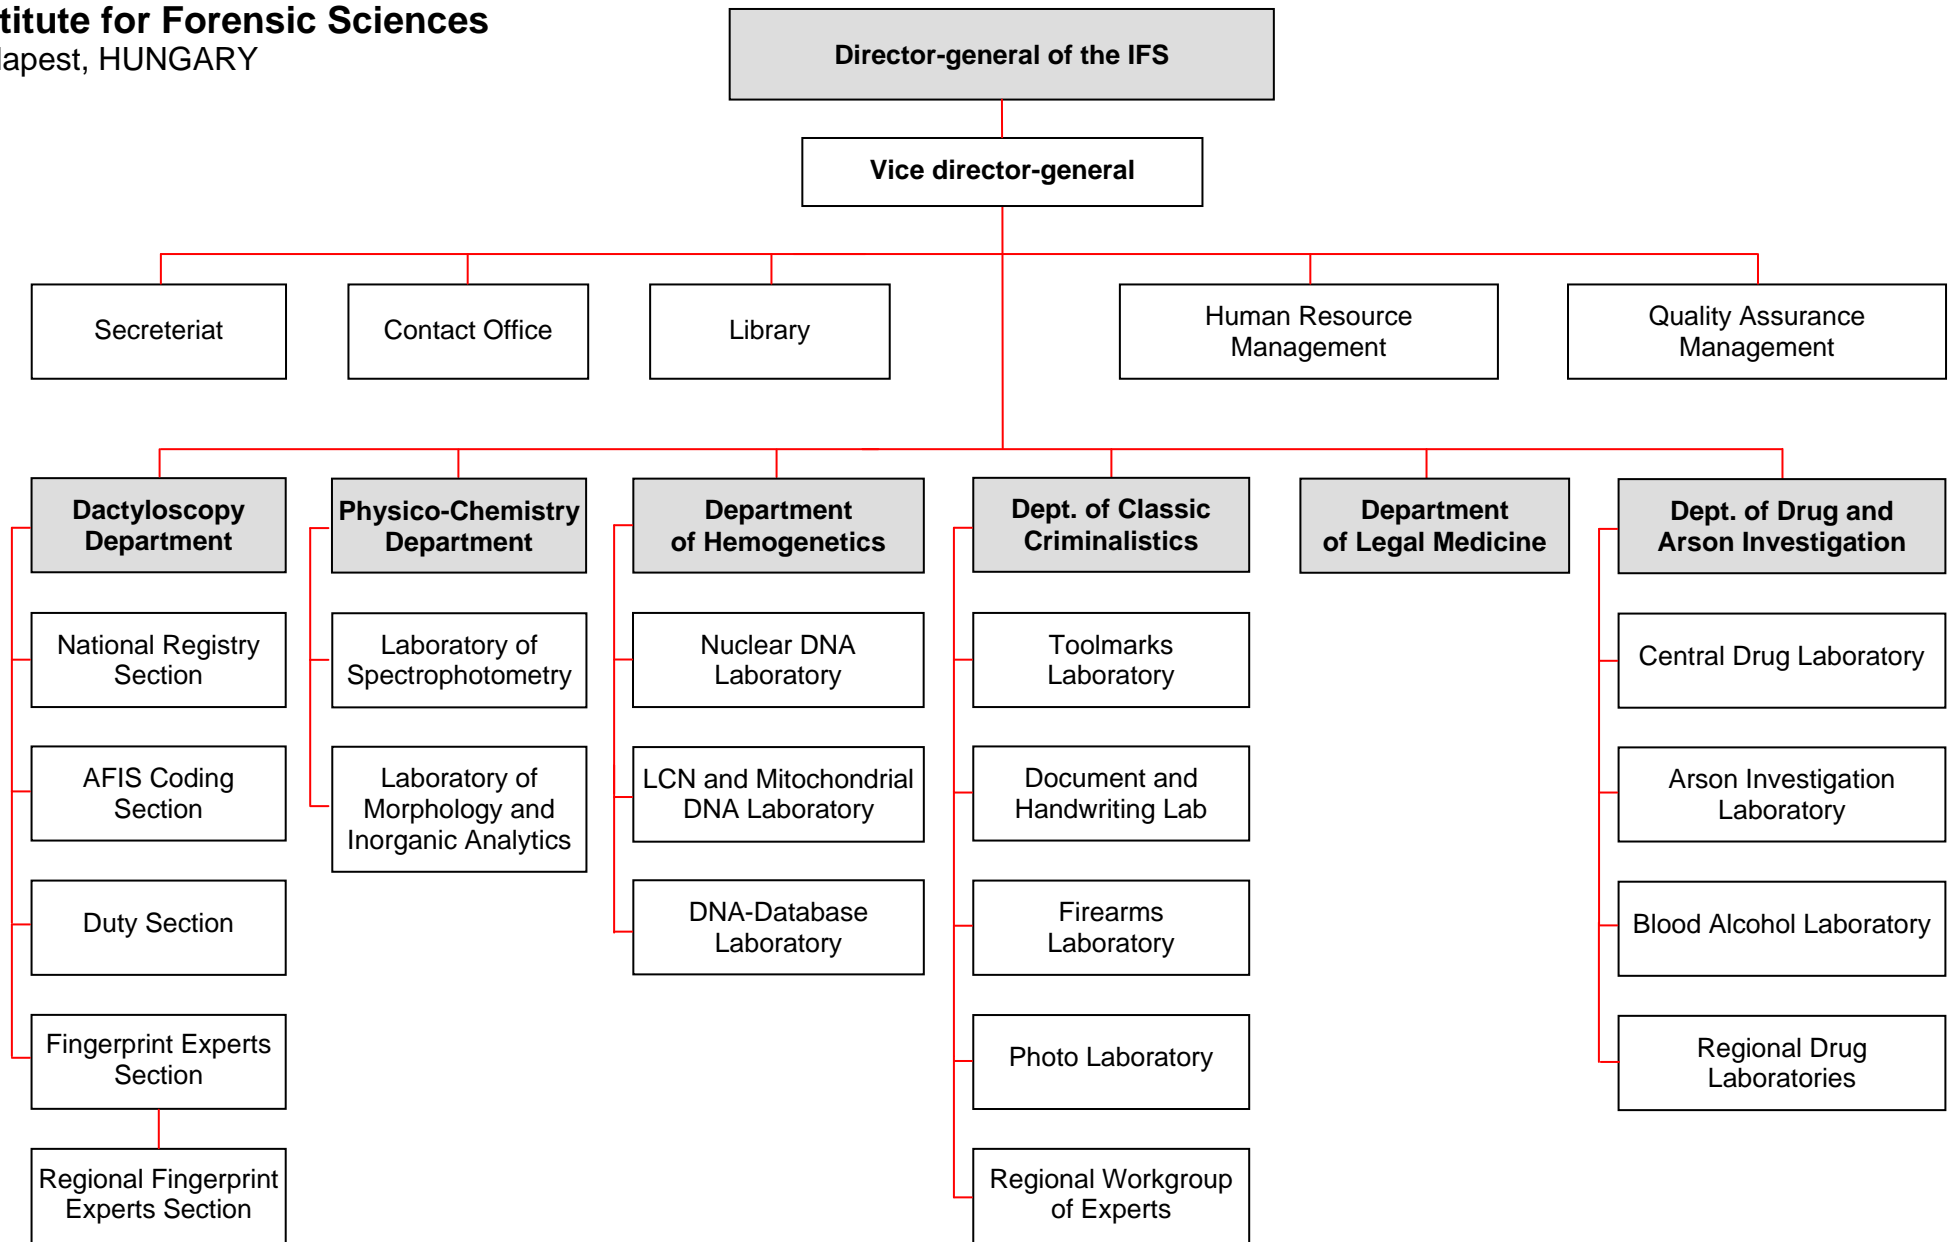 titute for Forensic Sciences
lapest, HUNGARY
Director-general of the IFS
Vice director-general
Secreteriat
Contact Office
Library
Human Resource
Management
Quality Assurance
Management
Dactyloscopy
Department
Physico-Chemistry
Department
Department
of Hemogenetics
Dept. of Classic
Criminalistics
Department
of Legal Medicine
Dept. of Drug and
Arson Investigation
National Registry
Section
Laboratory of
Spectrophotometry
Nuclear DNA
Laboratory
Toolmarks
Laboratory
Central Drug Laboratory
AFIS Coding
Section
Laboratory of
Morphology and
Inorganic Analytics
LCN and Mitochondrial
DNA Laboratory
Document and
Handwriting Lab
Arson Investigation
Laboratory
Duty Section
DNA-Database
Laboratory
Firearms
Laboratory
Blood Alcohol Laboratory
Fingerprint Experts
Section
Photo Laboratory
Regional Drug
Laboratories
Regional Fingerprint
Experts Section
Regional Workgroup
of Experts